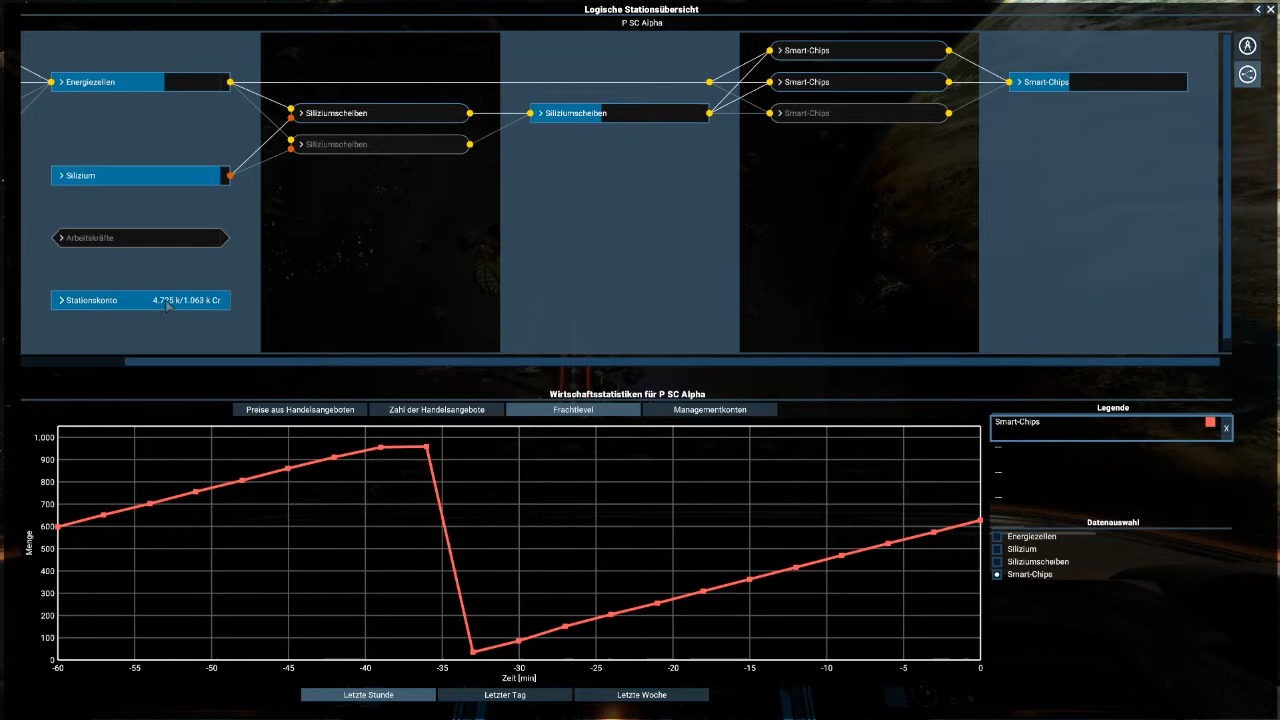 Logische Stationsübersicht
P SC Alpha
Energiezellen
Silizium
Arbeitskräfte
Stationskonto
k/1.063 k Cr
Siliziumscheiben
Siliziumscheiben
Siliziumscheiben
Smart-Chips
Smart-Chips
Smart-Chips
Smart-Chips
Wirtschaftsstatistiken für P SC Alpha
Preise aus Handelsangeboten Zahl der Handelsangebote Frachtlevel Managementkonten
Menge
1,000
900
800
700
600
500
400
300
200
100
0
-60 -55 -50 -45 -40 -35 -30 -25 -20 -15 -10 -5 0
Zeit [min]
Letzte Stunde Letzter Tag Letzte Woche
Legende
Smart-Chips X
---
---
---
Datenauswahl
Energiezellen
Silizium
Siliziumscheiben
Smart-Chips